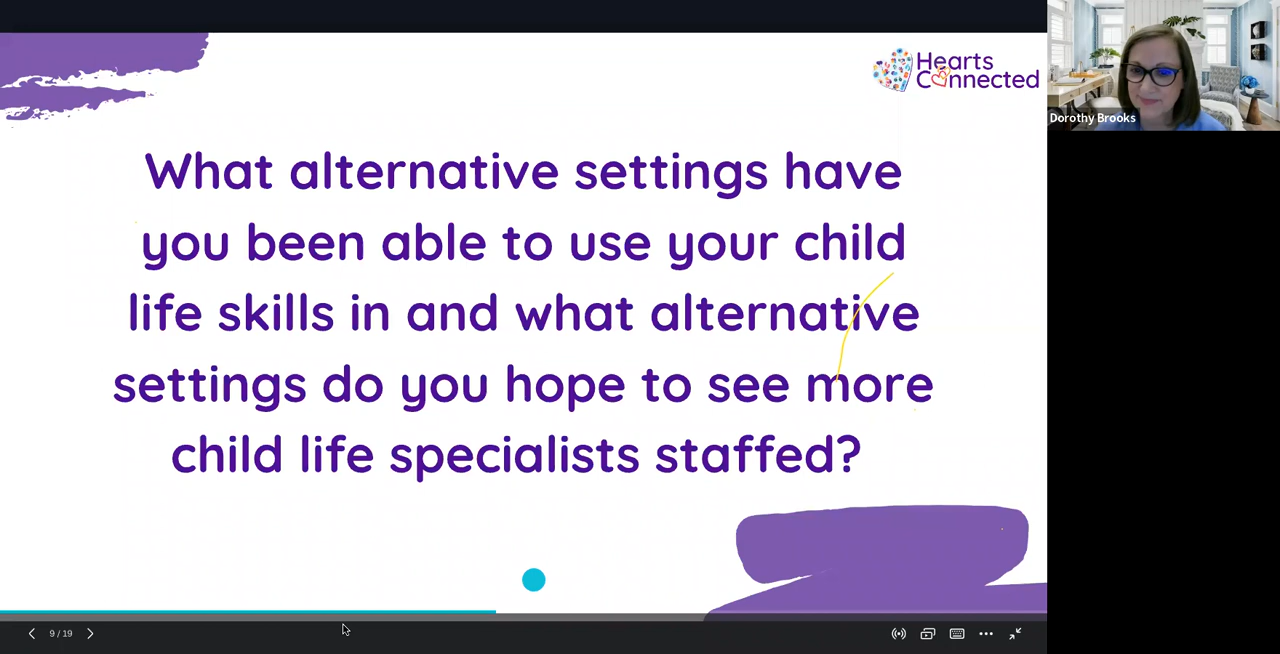 Hearts
Connected
Dorothy Brooks
What alternative settings have
you been able to use your child
life skills in and what alternative
settings do you hope to see more
child life specialists staffed?
9 / 19